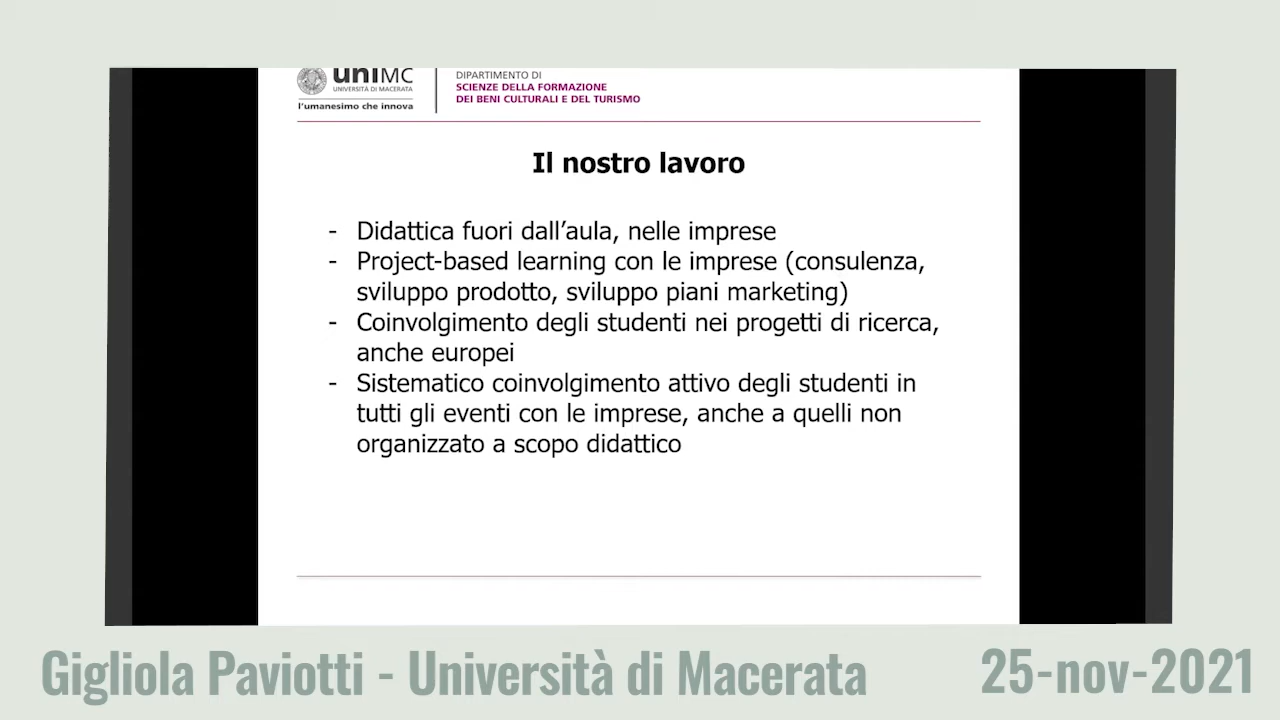 uniMC
UNIVERSITÀ DI MACERATA
l'umanesimo che innova
DIPARTIMENTO DI
SCIENZE DELLA FORMAZIONE
DEI BENI CULTURALI E DEL TURISMO
Il nostro lavoro
- Didattica fuori dall'aula, nelle imprese
- Project-based learning con le imprese (consulenza,
sviluppo prodotto, sviluppo piani marketing)
- Coinvolgimento degli studenti nei progetti di ricerca,
anche europei
- Sistematico coinvolgimento attivo degli studenti in
tutti gli eventi con le imprese, anche a quelli non
organizzato a scopo didattico
Gigliola Paviotti - Università di Macerata
25-nov-2021